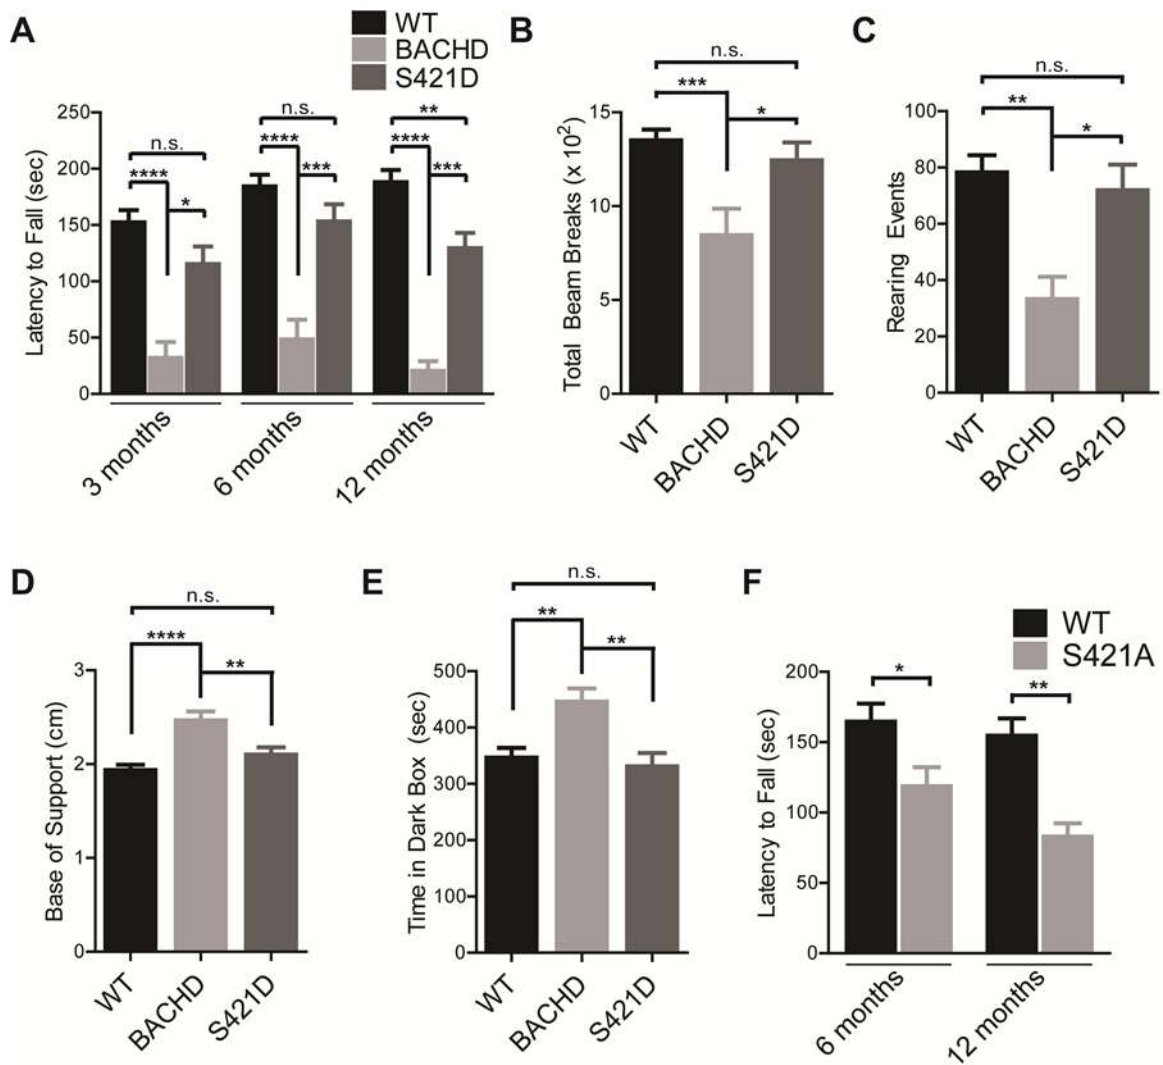 A
WT
BACHD
S421D
Latency to Fall (sec)
250
200
150
100
50
0
n.s.
****
*
n.s.
****
***
**
****
***
3 months
6 months
12 months
B
n.s.
***
*
Total Beam Breaks (x 10²)
15
10
5
0
WT
BACHD
S421D
C
n.s.
**
*
Rearing Events
100
80
60
40
20
0
WT
BACHD
S421D
D
n.s.
****
**
Base of Support (cm)
3
2
1
0
WT
BACHD
S421D
E
n.s.
**
**
Time in Dark Box (sec)
500
400
300
200
100
0
WT
BACHD
S421D
F
WT
S421A
Latency to Fall (sec)
200
150
100
50
0
*
**
6 months
12 months